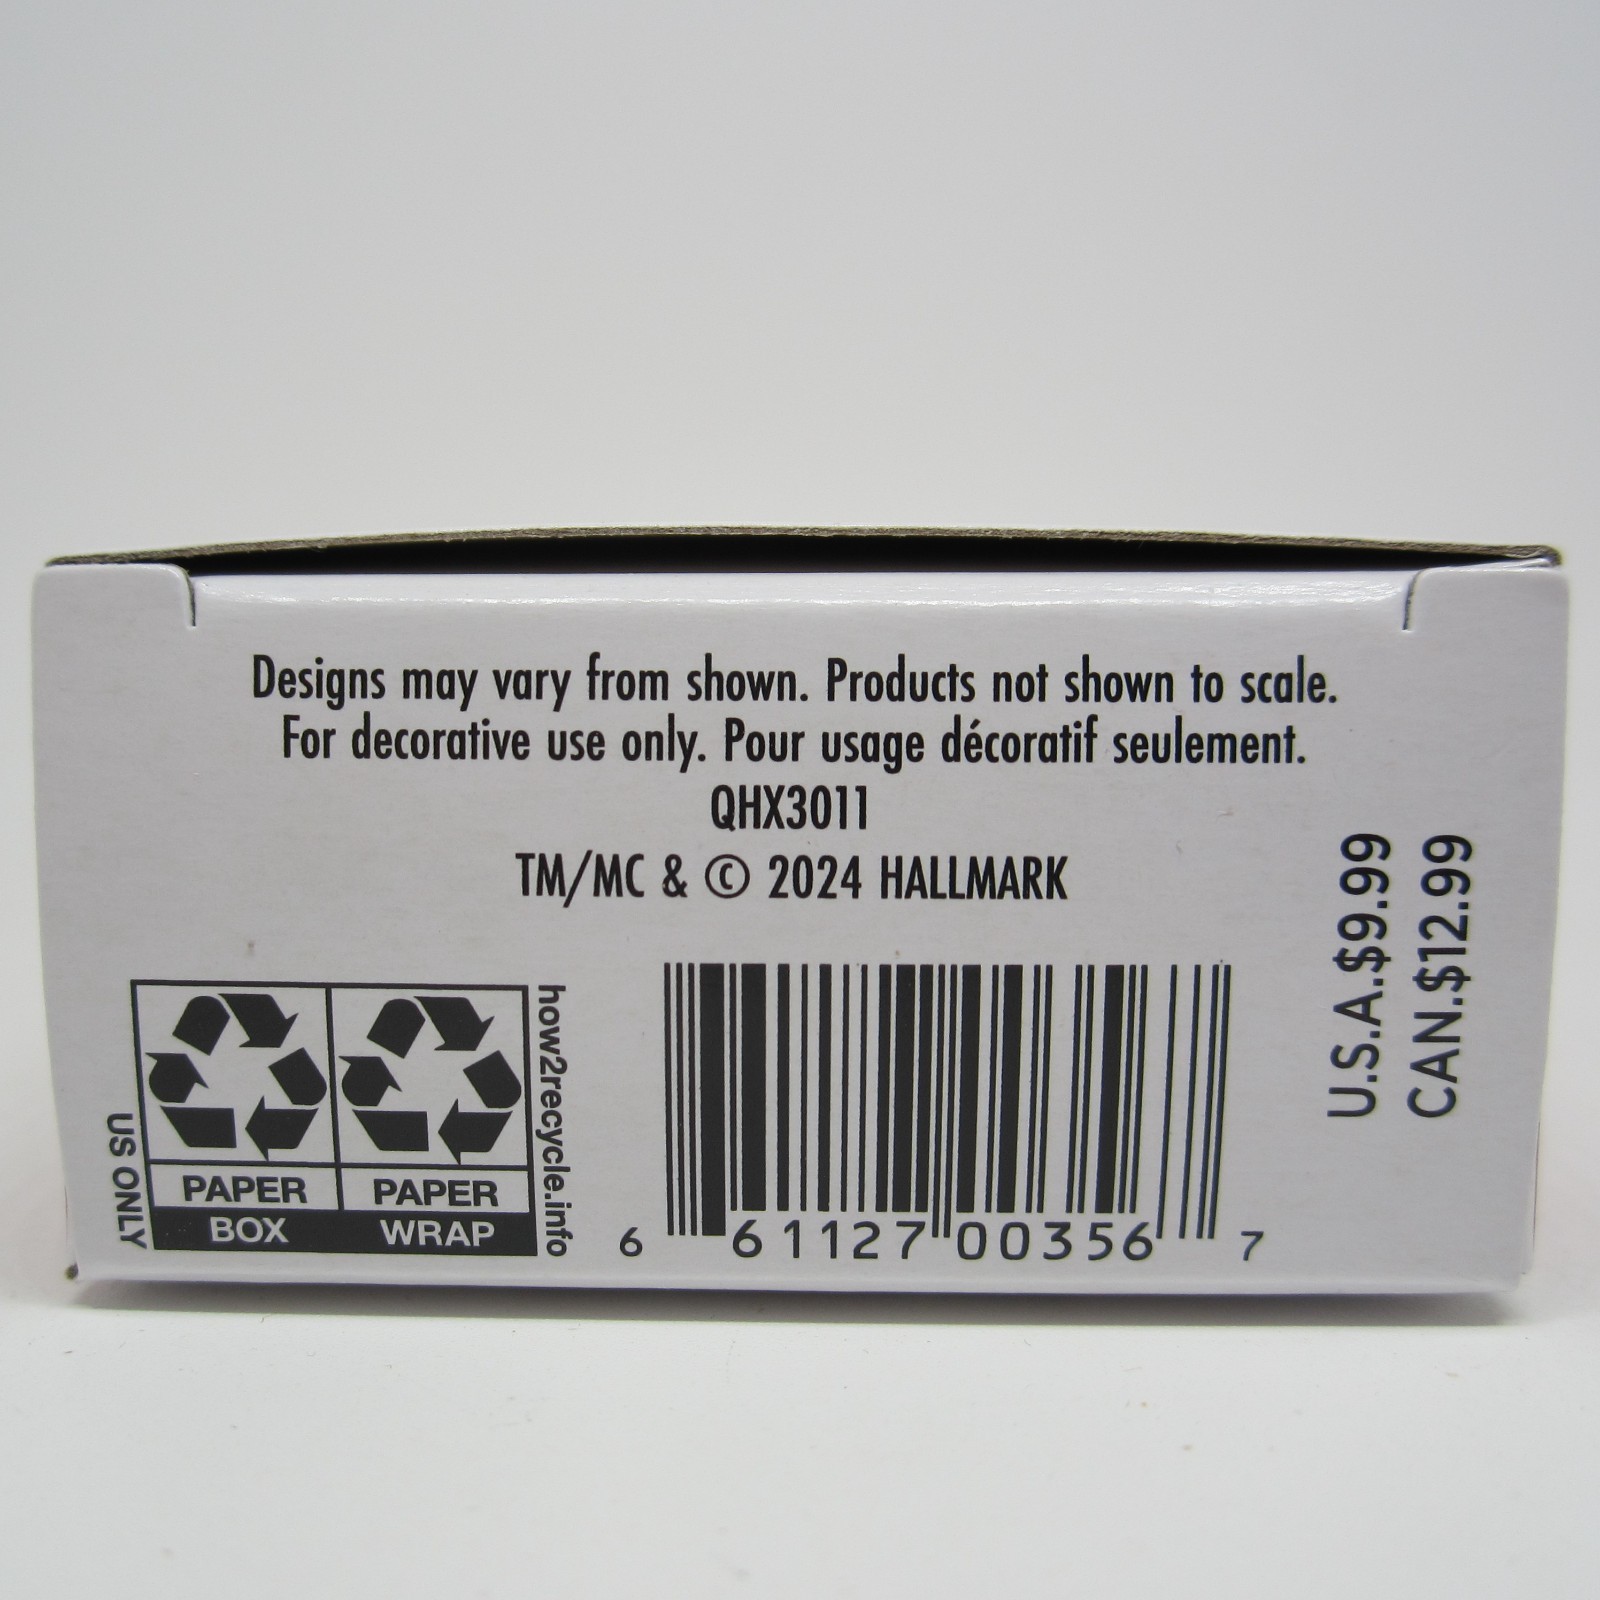 Designs may vary from shown. Products not shown to scale.
For decorative use only. Pour usage décoratif seulement.
QHX3011
TM/MC & © 2024 HALLMARK
U.S.A.$9.99
CAN.$12.99
US ONLY
PAPER
BOX
PAPER
WRAP
how2recycle.info
6 61127 00356 7